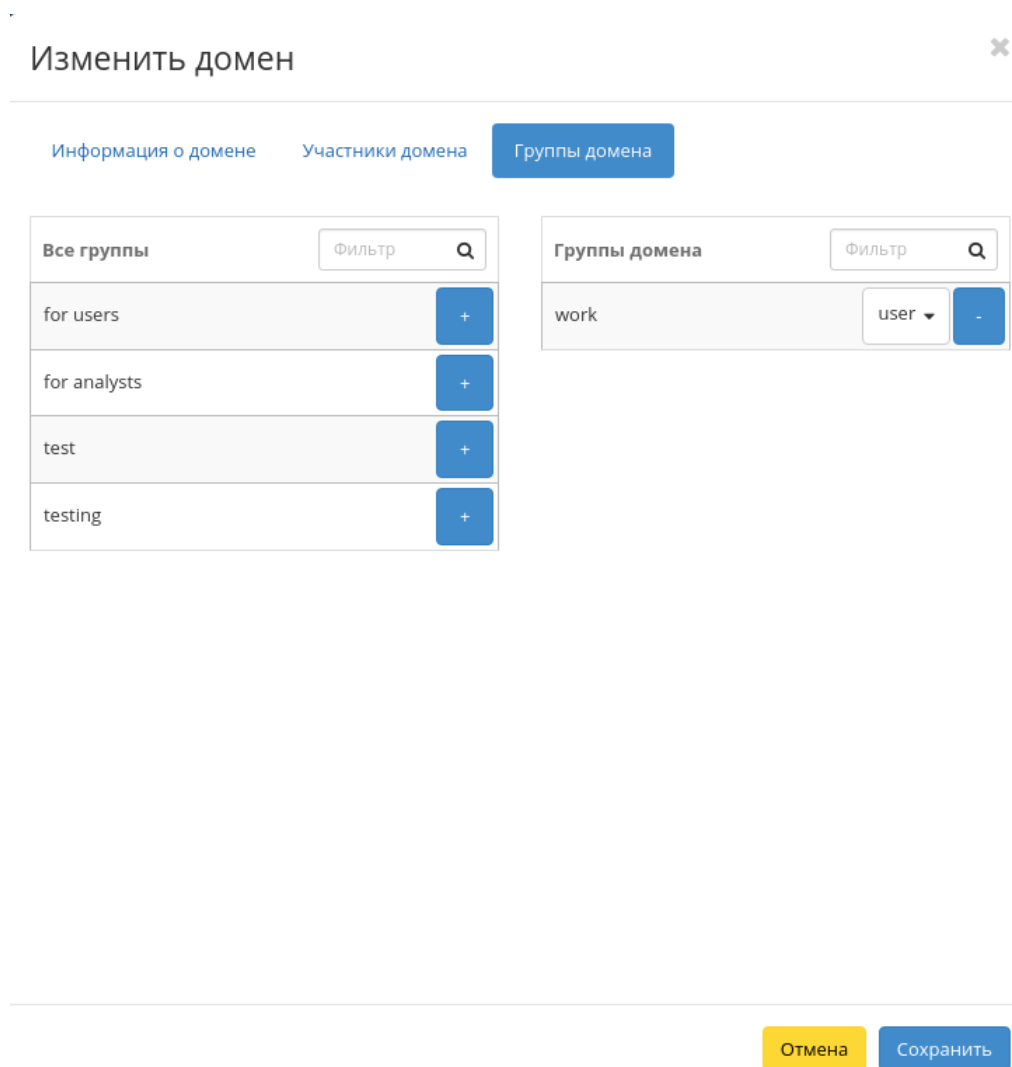 Изменить домен
Информация о домене Участники домена Группы домена
Все группы Фильтр
for users +
for analysts +
test +
testing +
Группы домена Фильтр
work user -
Отмена Сохранить